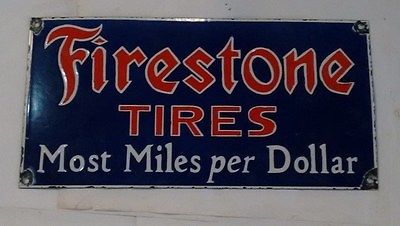 Firestone
TIRES
Most Miles per Dollar